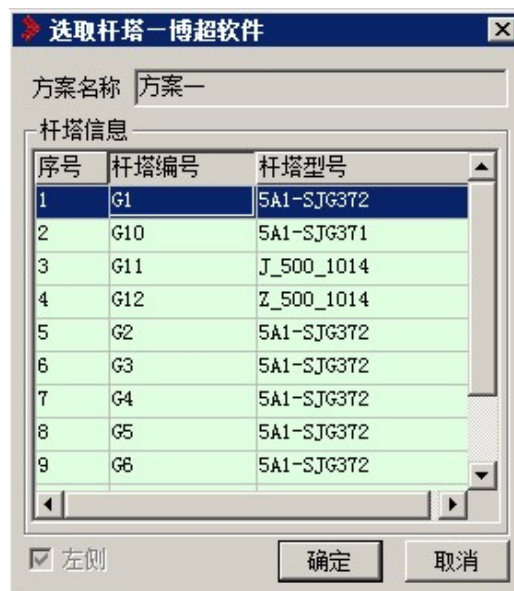 选取杆塔－博超软件
方案名称 方案一
杆塔信息
序号 杆塔编号 杆塔型号
1 G1 5A1-SJG372
2 G10 5A1-SJG371
3 G11 J_500_1014
4 G12 Z_500_1014
5 G2 5A1-SJG372
6 G3 5A1-SJG372
7 G4 5A1-SJG372
8 G5 5A1-SJG372
9 G6 5A1-SJG372
左侧 确定 取消